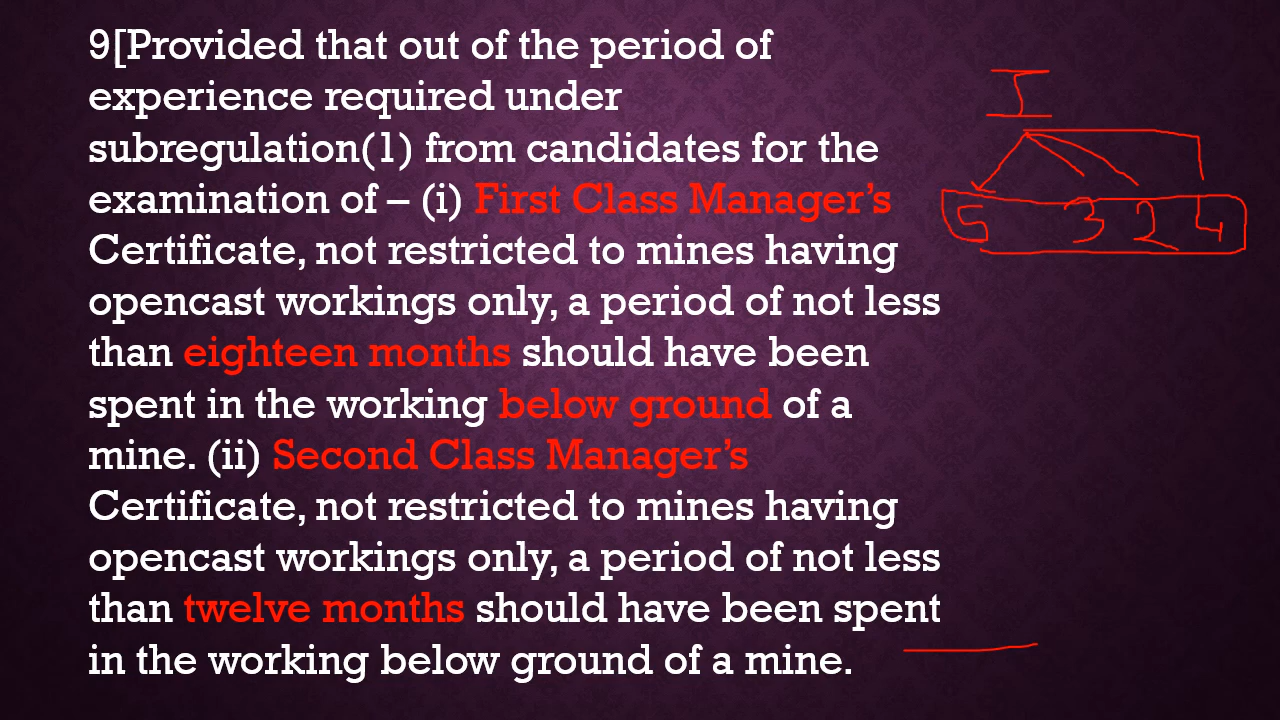 9[Provided that out of the period of
experience required under
subregulation(1) from candidates for the
examination of – (i) First Class Manager’s
Certificate, not restricted to mines having
opencast workings only, a period of not less
than eighteen months should have been
spent in the working below ground of a
mine. (ii) Second Class Manager’s
Certificate, not restricted to mines having
opencast workings only, a period of not less
than twelve months should have been spent
in the working below ground of a mine.
I
5 3 2 4